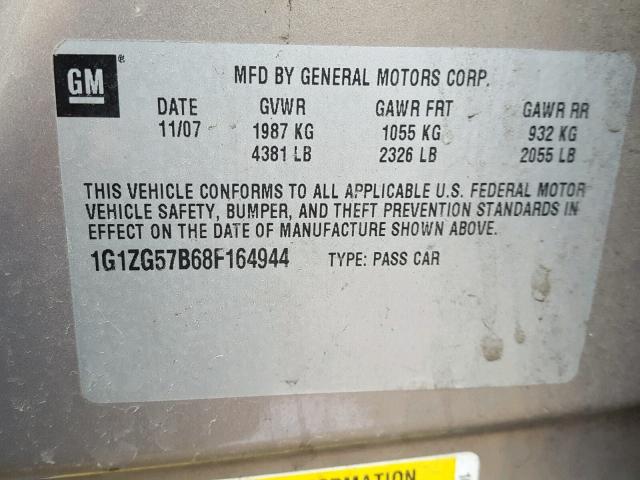 GM ®
MFD BY GENERAL MOTORS CORP.
DATE GVWR GAWR FRT GAWR RR
11/07 1987 KG 1055 KG 932 KG
4381 LB 2326 LB 2055 LB
THIS VEHICLE CONFORMS TO ALL APPLICABLE U.S. FEDERAL MOTOR
VEHICLE SAFETY, BUMPER, AND THEFT PREVENTION STANDARDS IN
EFFECT ON THE DATE OF MANUFACTURE SHOWN ABOVE.
1G1ZG57B68F164944 TYPE: PASS CAR